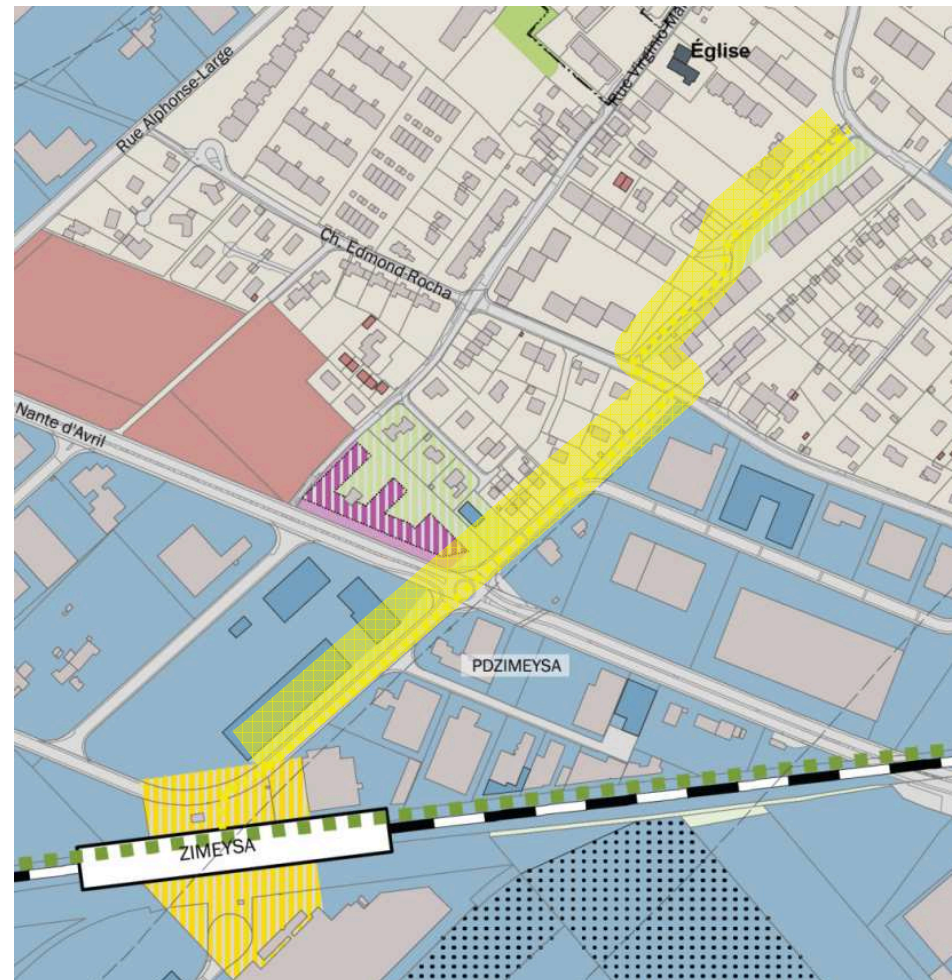 Rue Alphonse-Large
Église
Ch. Edmond-Rocha
Nante d'Avril
PDZIMEYSA
ZIMEYSA